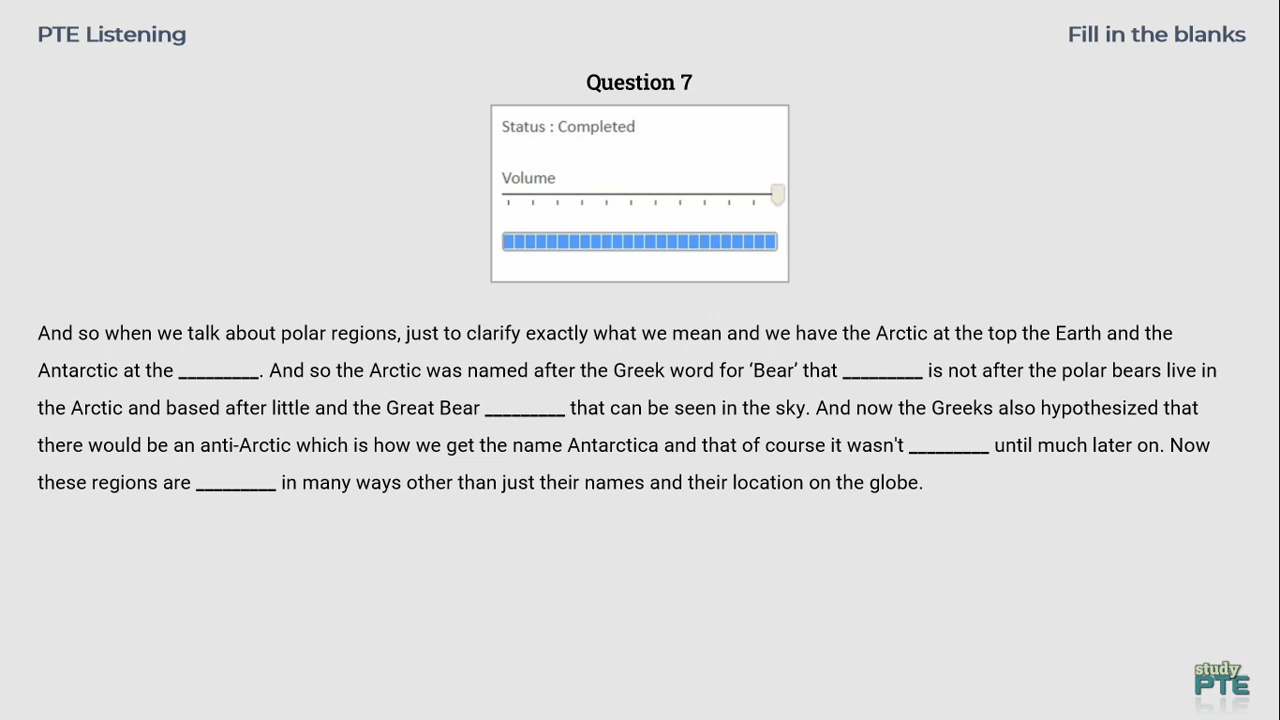 PTE Listening
Fill in the blanks
Question 7
Status : Completed
Volume
And so when we talk about polar regions, just to clarify exactly what we mean and we have the Arctic at the top the Earth and the
Antarctic at the _________. And so the Arctic was named after the Greek word for ‘Bear’ that _________ is not after the polar bears live in
the Arctic and based after little and the Great Bear _________ that can be seen in the sky. And now the Greeks also hypothesized that
there would be an anti-Arctic which is how we get the name Antarctica and that of course it wasn't _________ until much later on. Now
these regions are _________ in many ways other than just their names and their location on the globe.
study
PTE